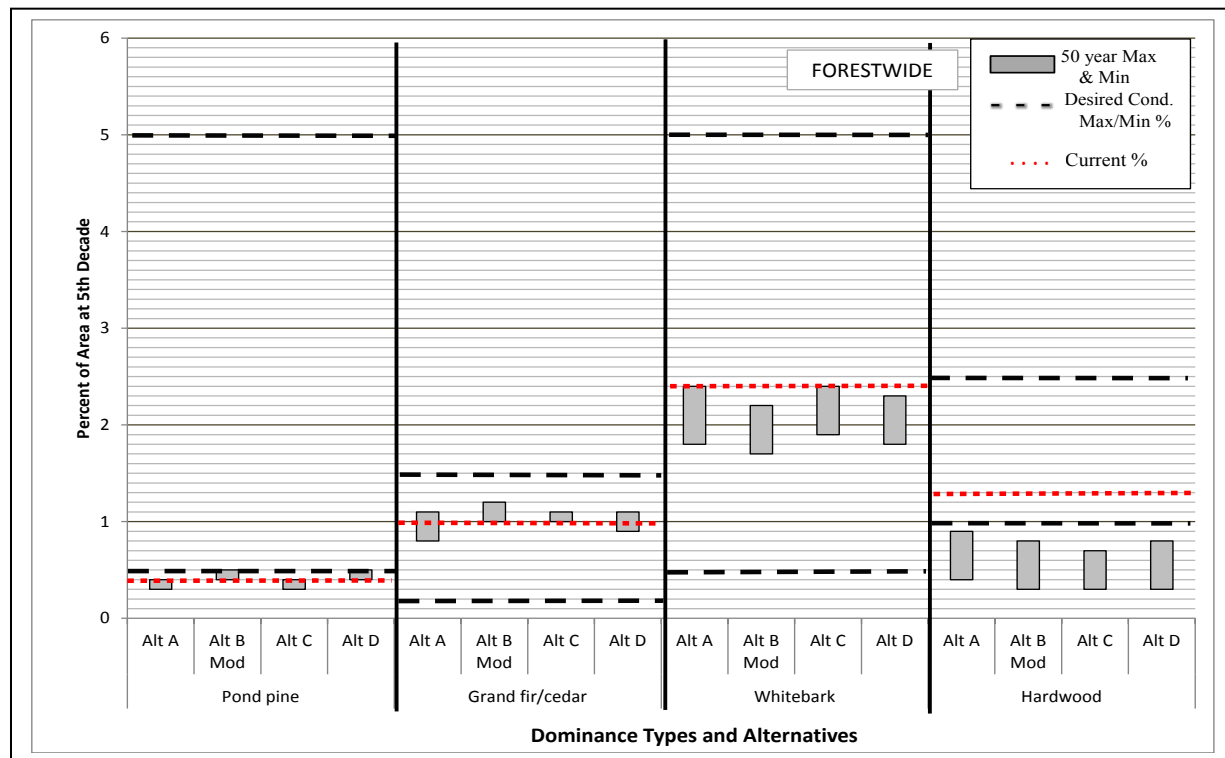 FORESTWIDE
50 year Max
& Min
Desired Cond.
Max/Min %
Current %
Percent of Area at 5th Decade
6
5
4
3
2
1
0
Alt A Alt B Mod Alt C Alt D
Alt A Alt B Mod Alt C Alt D
Alt A Alt B Mod Alt C Alt D
Alt A Alt B Mod Alt C Alt D
Pond pine Grand fir/cedar Whitebark Hardwood
Dominance Types and Alternatives